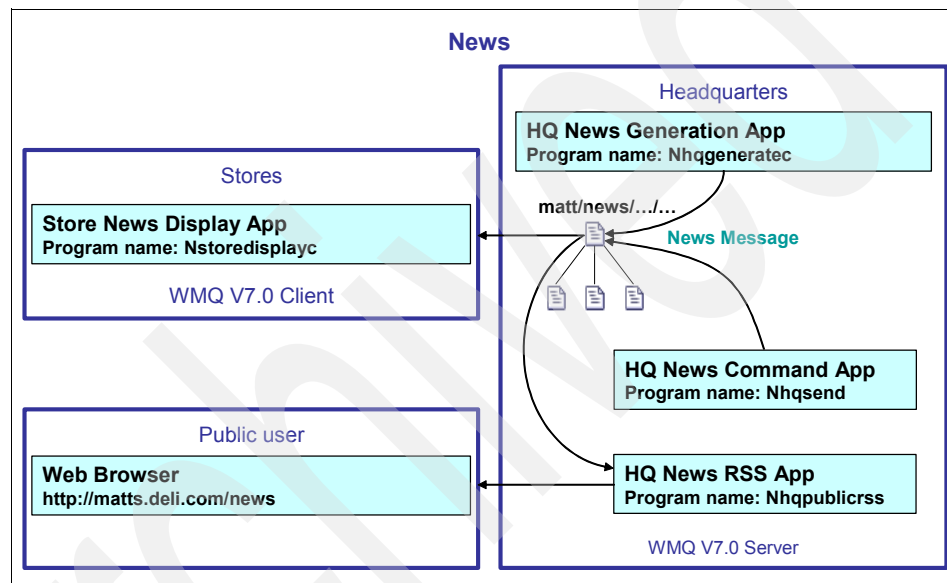 News
Headquarters
HQ News Generation App
Program name: Nhqgeneratec
Stores
Store News Display App
Program name: Nstoredisplayc
WMQ V7.0 Client
matt/news/…/…
News Message
HQ News Command App
Program name: Nhqsend
Public user
Web Browser
http://matts.deli.com/news
HQ News RSS App
Program name: Nhqpublicrss
WMQ V7.0 Server
Archived